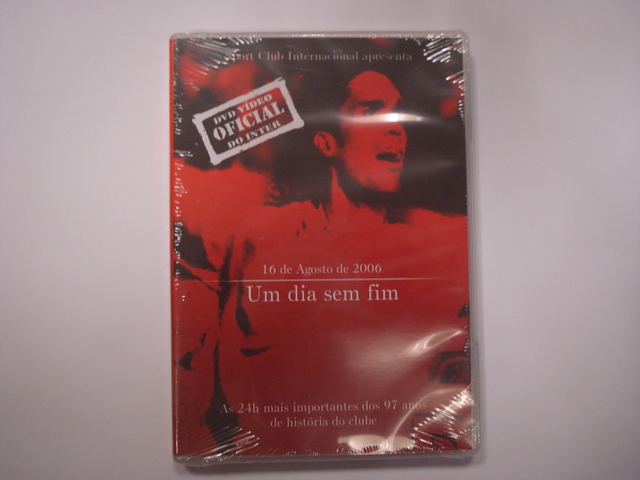 Sport Club Internacional apresenta
DVD VÍDEO
OFICIAL
DO INTER
16 de Agosto de 2006
Um dia sem fim
As 24h mais importantes dos 97 anos
de história do clube